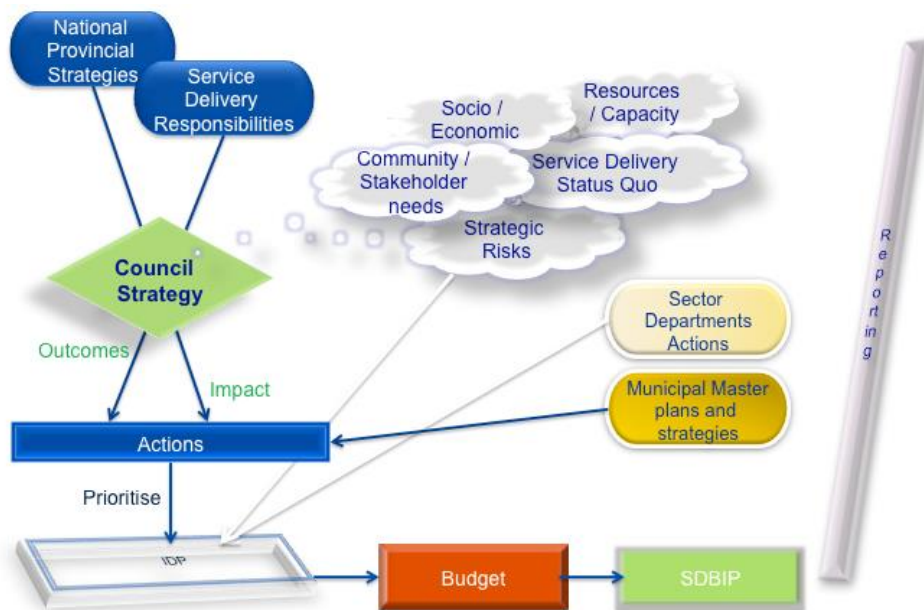 National
Provincial
Strategies
Service
Delivery
Responsibilities
Socio /
Economic
Resources
/ Capacity
Community /
Stakeholder
needs
Service Delivery
Status Quo
Strategic
Risks
Council
Strategy
Outcomes
Impact
Sector
Departments
Actions
Municipal Master
plans and
strategies
Actions
Prioritise
IDP
Budget
SDBIP
Reporting